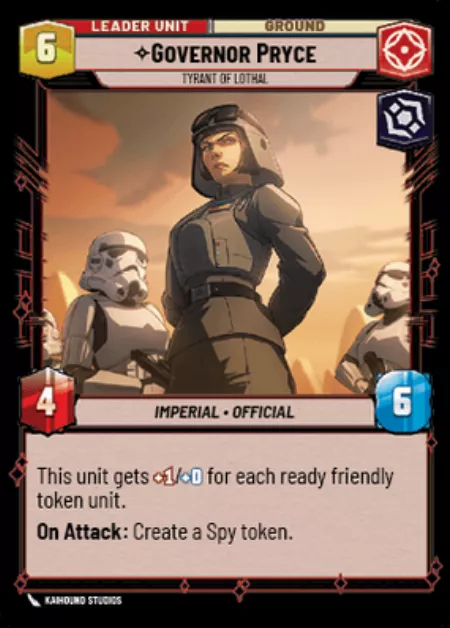 LEADER UNIT
GROUND
6
GOVERNOR PRYCE
TYRANT OF LOTHAL
4
IMPERIAL • OFFICIAL
6
This unit gets +1/+0 for each ready friendly
token unit.
On Attack: Create a Spy token.
KAIHOUND STUDIOS